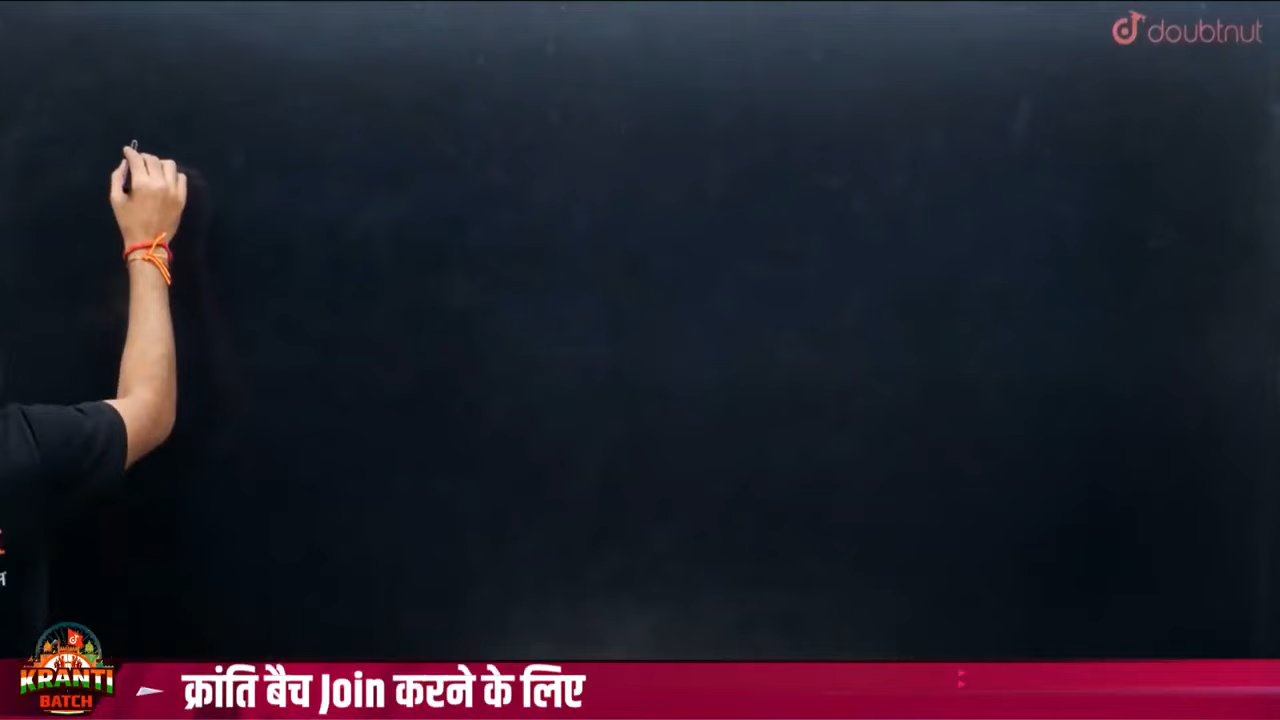 doubtnut
KRANTI
BATCH
क्रांति बैच Join करने के लिए